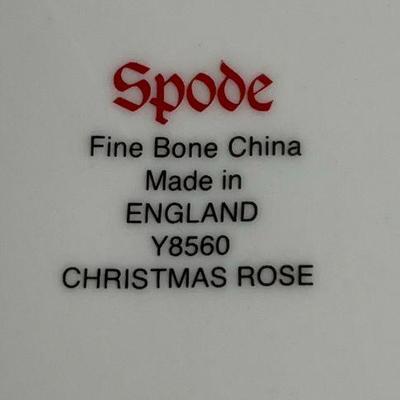 Spode
Fine Bone China
Made in
ENGLAND
Y8560
CHRISTMAS ROSE